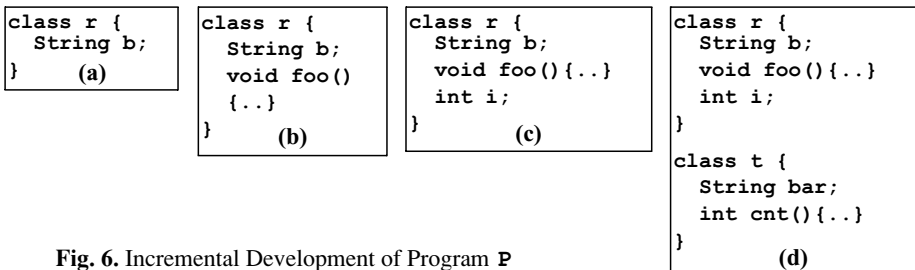 class r {
String b;
}
(a)
class r {
String b;
void foo()
{..}
}
(b)
class r {
String b;
void foo(){..}
int i;
}
(c)
class r {
String b;
void foo(){..}
int i;
}
class t {
String bar;
int cnt(){..}
}
(d)
Fig. 6. Incremental Development of Program P